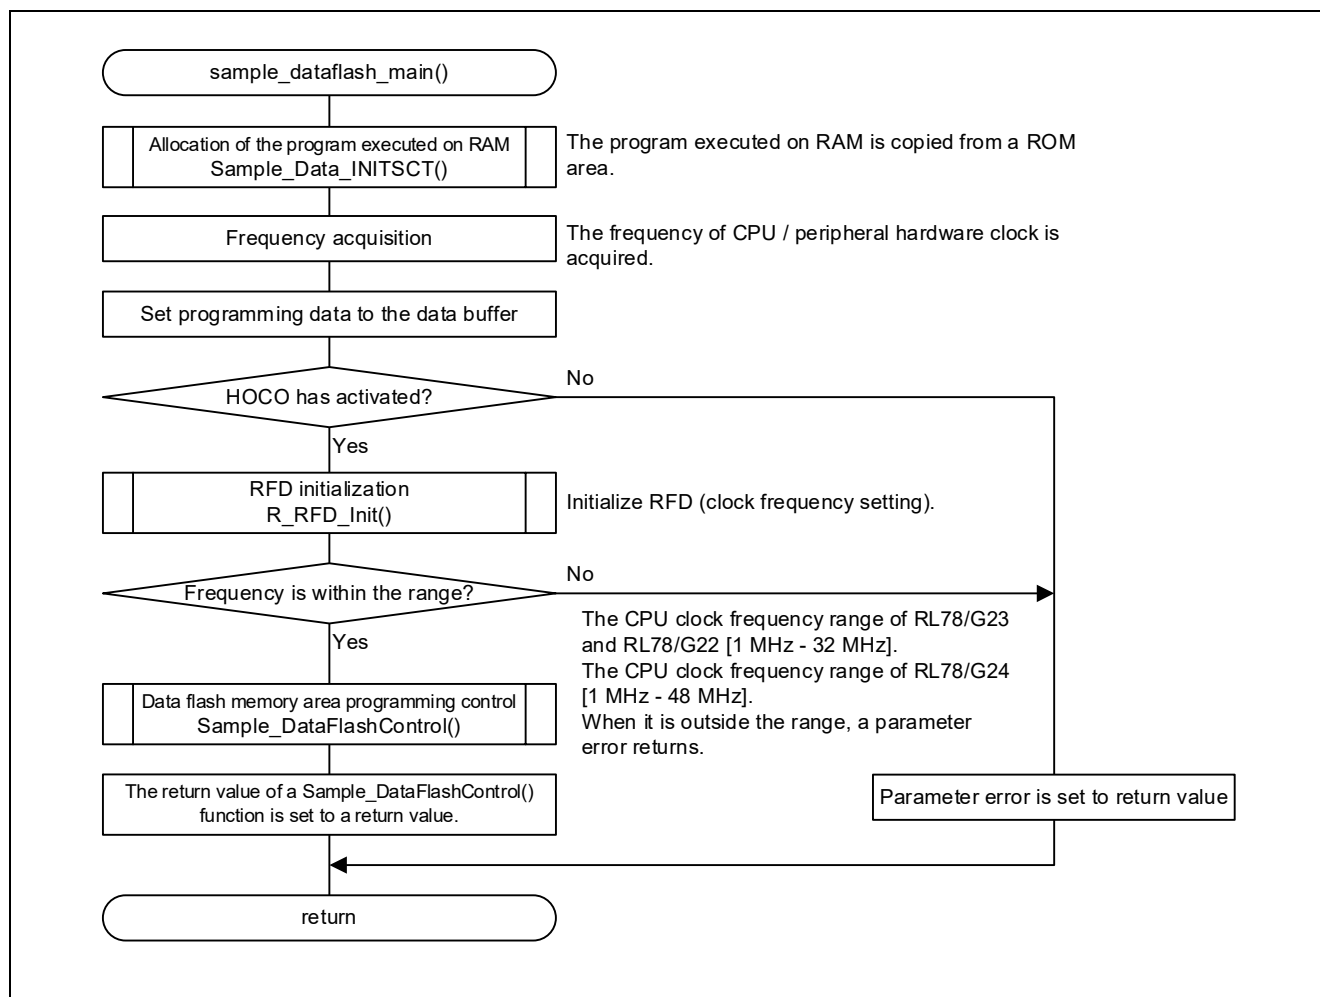 sample_dataflash_main()
Allocation of the program executed on RAM
Sample_Data_INITSCT()
The program executed on RAM is copied from a ROM
area.
Frequency acquisition
The frequency of CPU / peripheral hardware clock is
acquired.
Set programming data to the data buffer
HOCO has activated?
No
Yes
RFD initialization
R_RFD_Init()
Initialize RFD (clock frequency setting).
Frequency is within the range?
No
Yes
The CPU clock frequency range of RL78/G23
and RL78/G22 [1 MHz - 32 MHz].
The CPU clock frequency range of RL78/G24
[1 MHz - 48 MHz].
When it is outside the range, a parameter
error returns.
Data flash memory area programming control
Sample_DataFlashControl()
The return value of a Sample_DataFlashControl()
function is set to a return value.
Parameter error is set to return value
return